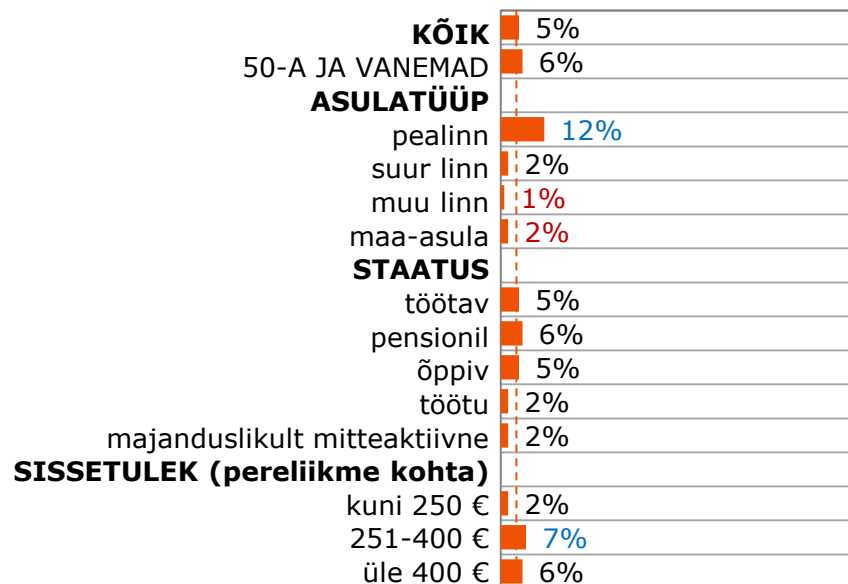 KÕIK 5%
50-A JA VANEMAD 6%
ASULATÜÜP
pealinn 12%
suur linn 2%
muu linn 1%
maa-asula 2%
STAATUS
töötav 5%
pensionil 6%
õppiv 5%
töötu 2%
majanduslikult mitteaktiivne 2%
SISSETULEK (pereliikme kohta)
kuni 250 € 2%
251-400 € 7%
üle 400 € 6%